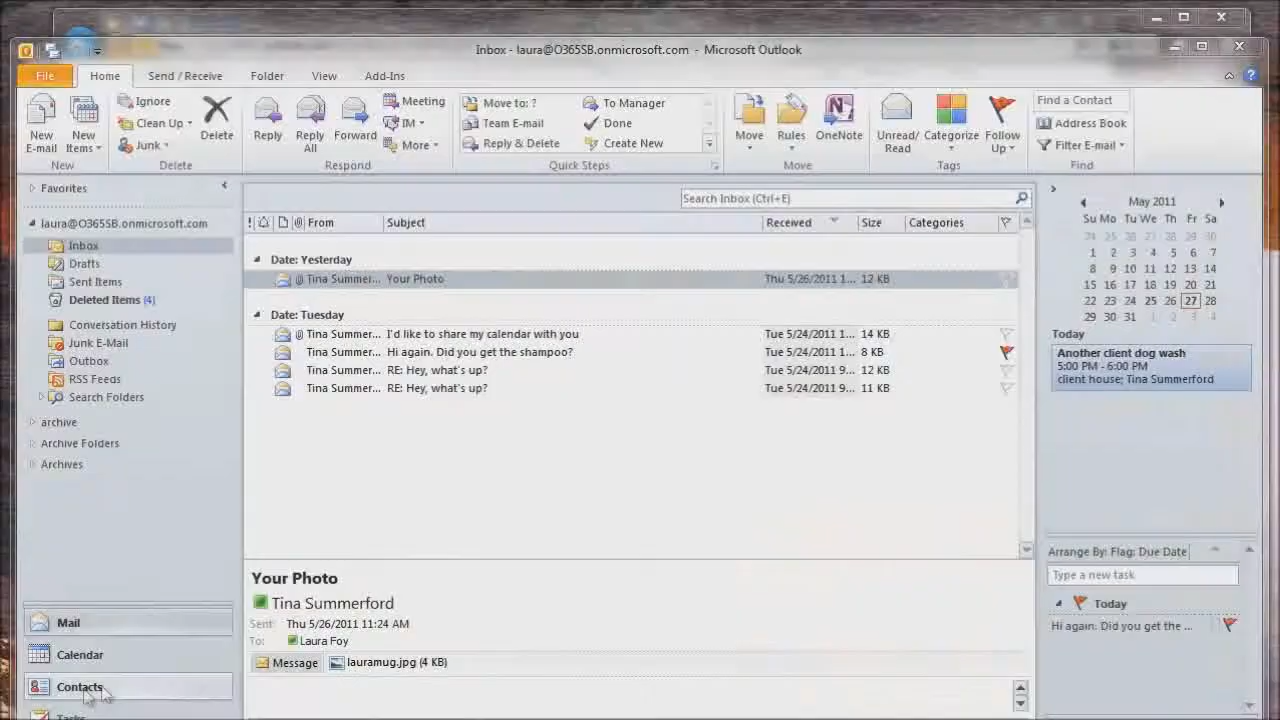 Inbox - laura@O365SB.onmicrosoft.com - Microsoft Outlook
File Home Send / Receive Folder View Add-Ins
New E-mail
New Items
Ignore
Clean Up
Junk
Delete
Reply
Reply All
Forward
Meeting
IM
More
Move to: ?
Team E-mail
Reply & Delete
To Manager
Done
Create New
Move
Rules
OneNote
Unread/ Read
Categorize
Follow Up
Find a Contact
Address Book
Filter E-mail
New Delete Respond Quick Steps Move Tags Find
Favorites
laura@O365SB.onmicrosoft.com
Inbox
Drafts
Sent Items
Deleted Items (4)
Conversation History
Junk E-Mail
Outbox
RSS Feeds
Search Folders
archive
Archive Folders
Archives
Mail
Calendar
Contacts
Tasks
Search Inbox (Ctrl+E)
! From Subject Received Size Categories
Date: Yesterday
Tina Summer... Your Photo Thu 5/26/2011 1... 12 KB
Date: Tuesday
Tina Summer... I'd like to share my calendar with you Tue 5/24/2011 1... 14 KB
Tina Summer... Hi again. Did you get the shampoo? Tue 5/24/2011 1... 8 KB
Tina Summer... RE: Hey, what's up? Tue 5/24/2011 9... 12 KB
Tina Summer... RE: Hey, what's up? Tue 5/24/2011 9... 11 KB
Your Photo
Tina Summerford
Sent: Thu 5/26/2011 11:24 AM
To: Laura Foy
Message lauramug.jpg (4 KB)
May 2011
Su Mo Tu We Th Fr Sa
24 25 26 27 28 29 30
1 2 3 4 5 6 7
8 9 10 11 12 13 14
15 16 17 18 19 20 21
22 23 24 25 26 27 28
29 30 31 1 2 3 4
Today
Another client dog wash
5:00 PM - 6:00 PM
client house; Tina Summerford
Arrange By: Flag: Due Date
Type a new task
Today
Hi again. Did you get the ...